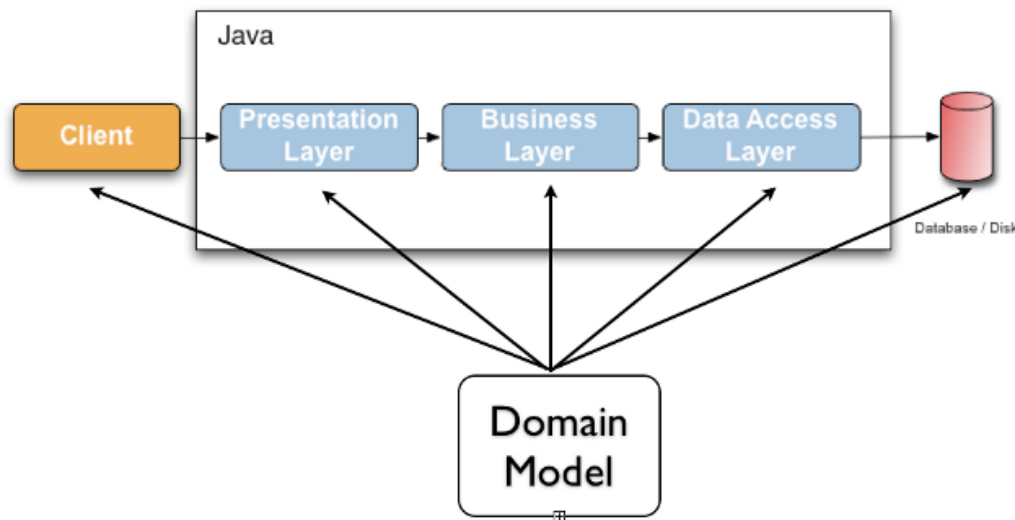 Java
Client
Presentation
Layer
Business
Layer
Data Access
Layer
Database / Disk
Domain
Model